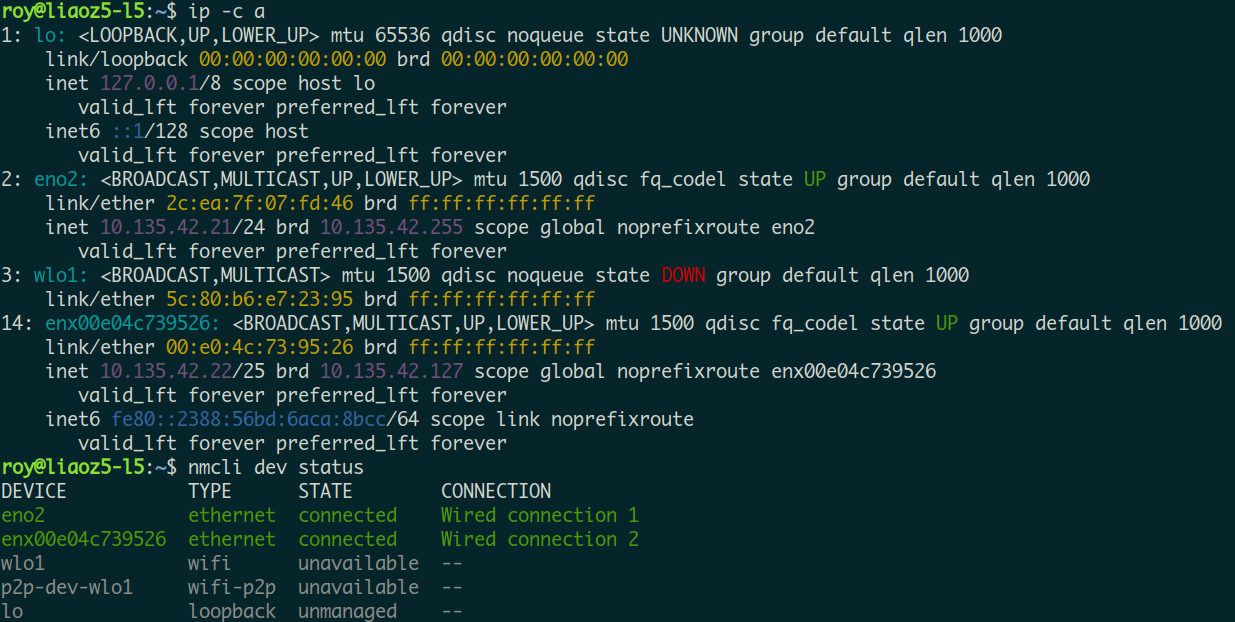 roy@liaoz5-l5:~$ ip -c a
1: lo: <LOOPBACK,UP,LOWER_UP> mtu 65536 qdisc noqueue state UNKNOWN group default qlen 1000
    link/loopback 00:00:00:00:00:00 brd 00:00:00:00:00:00
    inet 127.0.0.1/8 scope host lo
       valid_lft forever preferred_lft forever
    inet6 ::1/128 scope host
       valid_lft forever preferred_lft forever
2: eno2: <BROADCAST,MULTICAST,UP,LOWER_UP> mtu 1500 qdisc fq_codel state UP group default qlen 1000
    link/ether 2c:ea:7f:07:fd:46 brd ff:ff:ff:ff:ff:ff
    inet 10.135.42.21/24 brd 10.135.42.255 scope global noprefixroute eno2
       valid_lft forever preferred_lft forever
3: wlo1: <BROADCAST,MULTICAST> mtu 1500 qdisc noqueue state DOWN group default qlen 1000
    link/ether 5c:80:b6:e7:23:95 brd ff:ff:ff:ff:ff:ff
14: enx00e04c739526: <BROADCAST,MULTICAST,UP,LOWER_UP> mtu 1500 qdisc fq_codel state UP group default qlen 1000
    link/ether 00:e0:4c:73:95:26 brd ff:ff:ff:ff:ff:ff
    inet 10.135.42.22/25 brd 10.135.42.127 scope global noprefixroute enx00e04c739526
       valid_lft forever preferred_lft forever
    inet6 fe80::2388:56bd:6aca:8bcc/64 scope link noprefixroute
       valid_lft forever preferred_lft forever
roy@liaoz5-l5:~$ nmcli dev status
DEVICE           TYPE      STATE        CONNECTION
eno2             ethernet  connected    Wired connection 1
enx00e04c739526  ethernet  connected    Wired connection 2
wlo1             wifi      unavailable  --
p2p-dev-wlo1     wifi-p2p  unavailable  --
lo               loopback  unmanaged    --